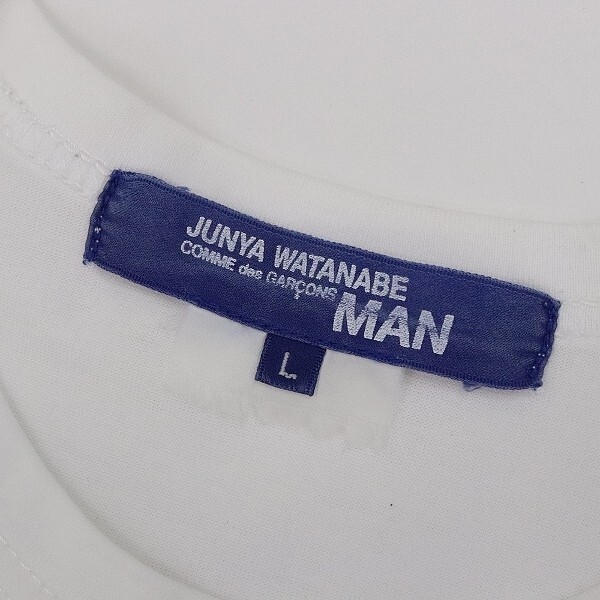 JUNYA WATANABE
COMME des GARÇONS
MAN
L